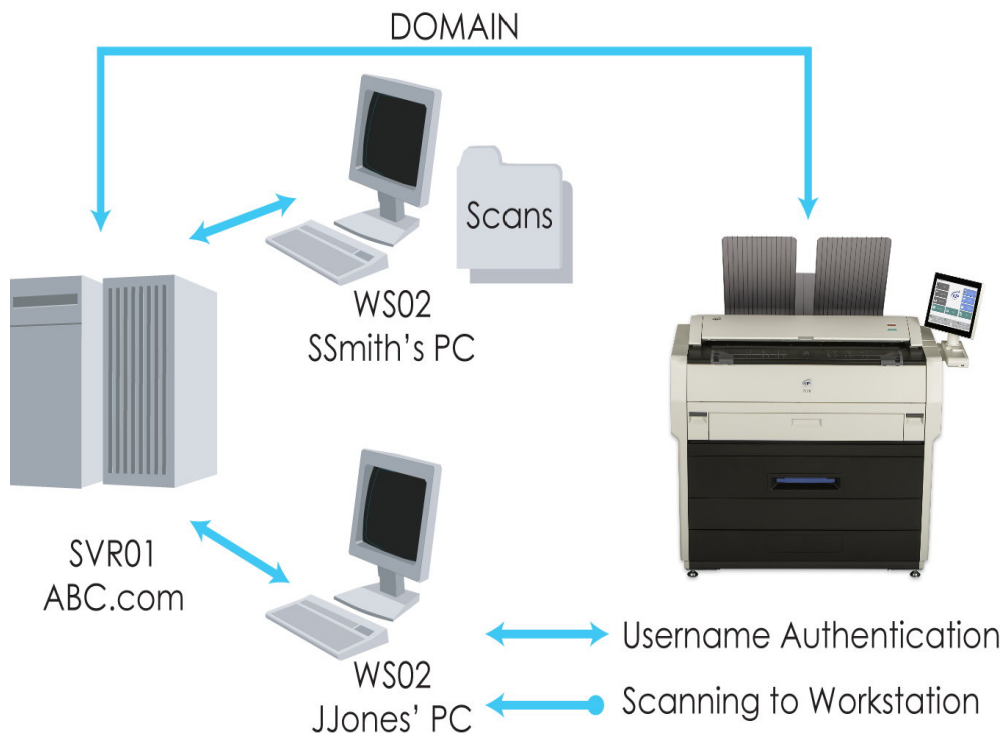 DOMAIN
Scans
WS02
SSmith's PC
SVR01
ABC.com
WS02
JJones' PC
Username Authentication
Scanning to Workstation